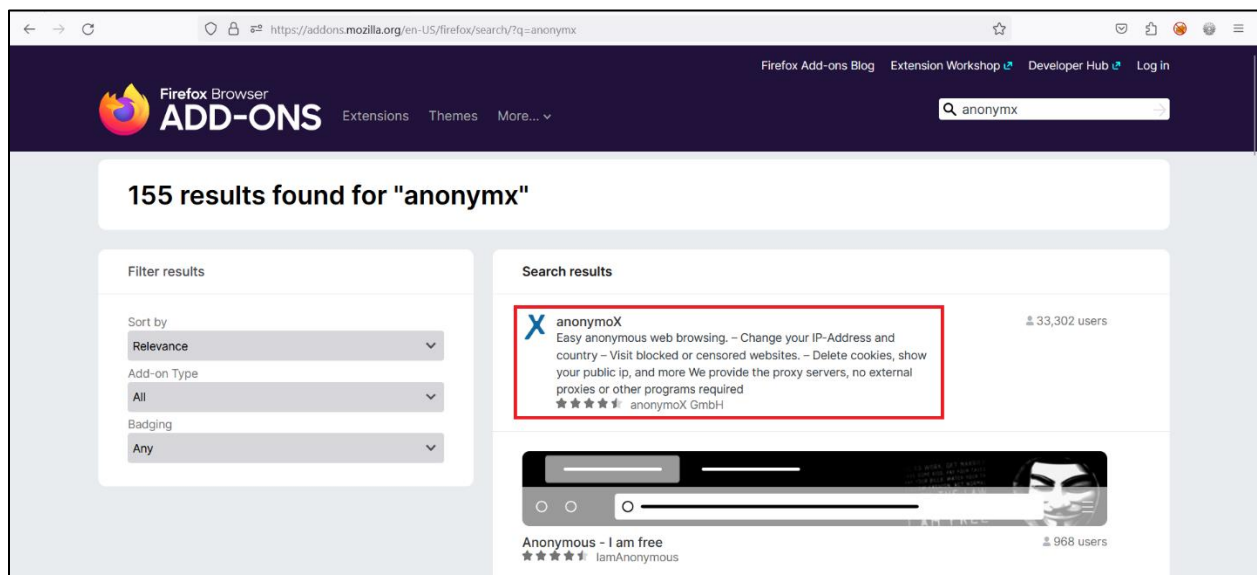 https://addons.mozilla.org/en-US/firefox/search/?q=anonymx
Firefox Add-ons Blog Extension Workshop Developer Hub Log in
Firefox Browser
ADD-ONS Extensions Themes More...
anonymx
155 results found for "anonymx"
Filter results
Sort by
Relevance
Add-on Type
All
Badging
Any
Search results
anonymoX
33,302 users
Easy anonymous web browsing. – Change your IP-Address and
country – Visit blocked or censored websites. – Delete cookies, show
your public ip, and more We provide the proxy servers, no external
proxies or other programs required
anonymoX GmbH
Anonymous - I am free
968 users
IamAnonymous